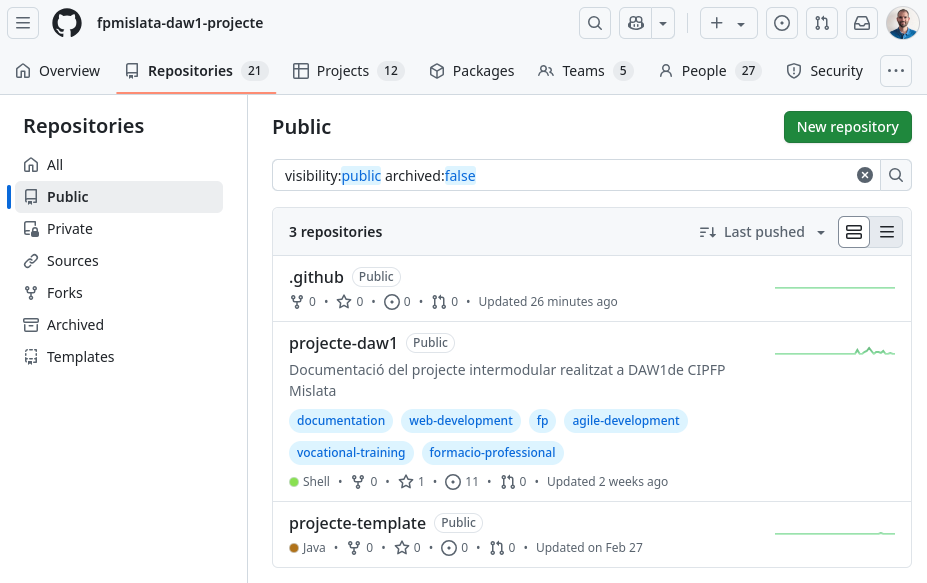 fpmislata-daw1-projecte
Overview
Repositories 21
Projects 12
Packages
Teams 5
People 27
Security
Repositories
All
Public
Private
Sources
Forks
Archived
Templates
Public
New repository
visibility:public archived:false
3 repositories
Last pushed
.github Public
0 • 0 • 0 • 0 • Updated 26 minutes ago
projecte-daw1 Public
Documentació del projecte intermodular realitzat a DAW1de CIPFP
Mislata
documentation web-development fp agile-development
vocational-training formacio-professional
Shell • 0 • 1 • 11 • 0 • Updated 2 weeks ago
projecte-template Public
Java • 0 • 0 • 0 • 0 • Updated on Feb 27